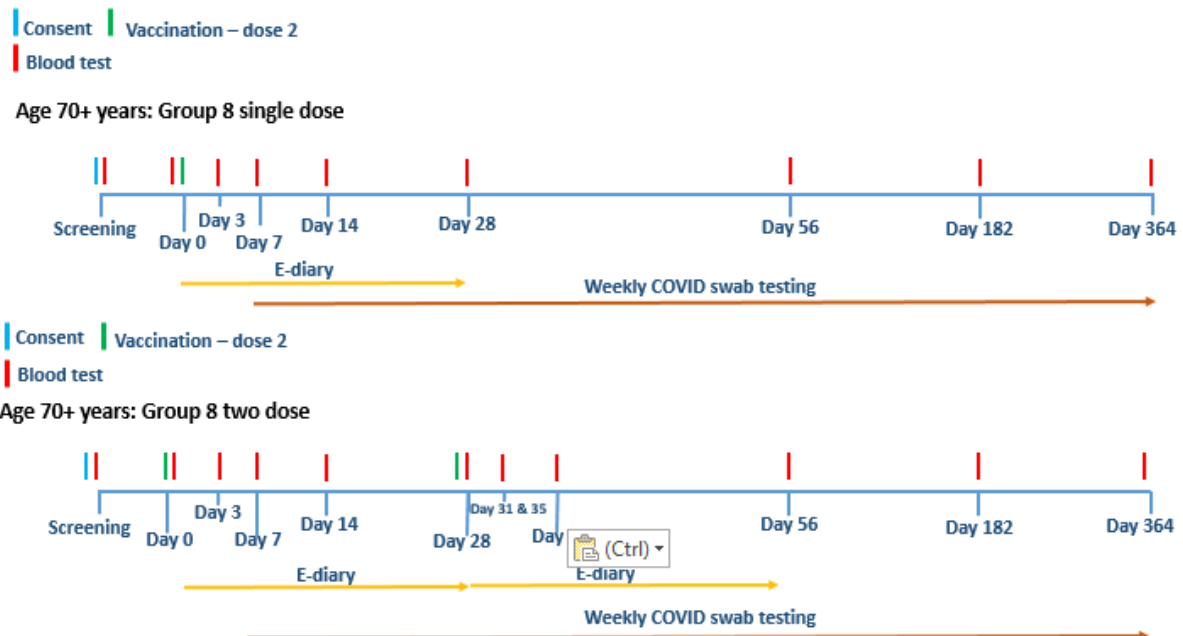 Consent Vaccination – dose 2
Blood test
Age 70+ years: Group 8 single dose
Screening Day 0 Day 3 Day 7 Day 14 Day 28 Day 56 Day 182 Day 364
E-diary
Weekly COVID swab testing
Consent Vaccination – dose 2
Blood test
Age 70+ years: Group 8 two dose
Screening Day 0 Day 3 Day 7 Day 14 Day 28 Day 31 & 35 Day Day 56 Day 182 Day 364
(Ctrl)
E-diary E-diary
Weekly COVID swab testing